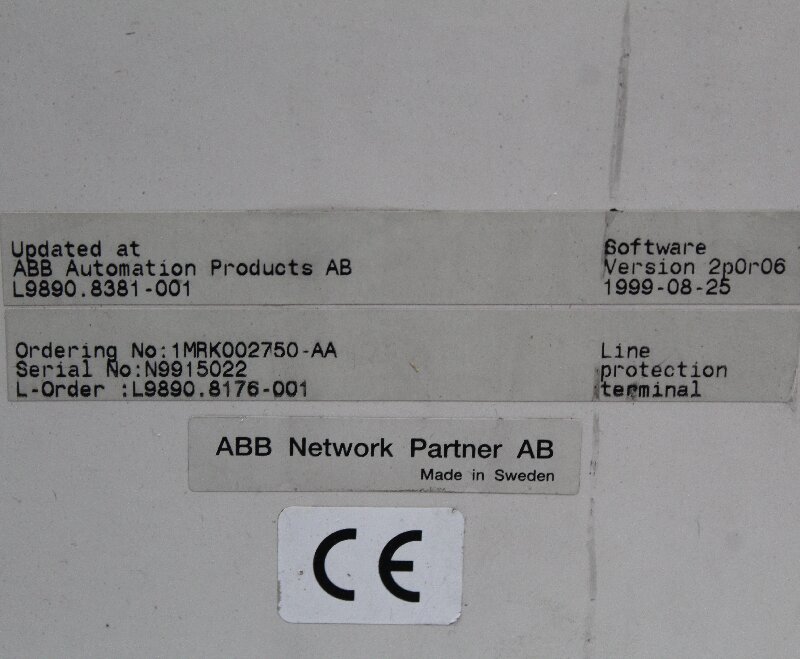 Updated at
ABB Automation Products AB
L9890.8381-001
Software
Version 2p0r06
1999-08-25
Ordering No:1MRK002750-AA
Serial No:N9915022
L-Order :L9890.8176-001
Line
protection
terminal
ABB Network Partner AB
Made in Sweden
CE